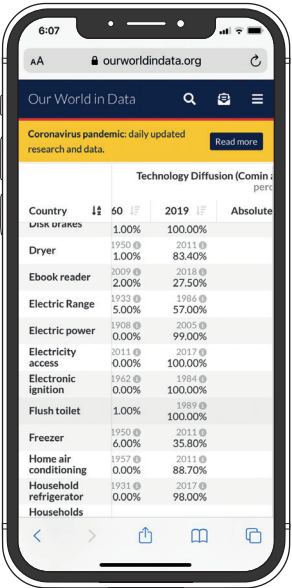 6:07
AA ourworldindata.org
Our World in Data
Coronavirus pandemic: daily updated
research and data.
Read more
Technology Diffusion (Comin a
perc
Country 60 2019 Absolute
Disk brakes 1.00% 100.00%
1950 2011
Dryer 1.00% 83.40%
2009 2018
Ebook reader 2.00% 27.50%
1933 1986
Electric Range 5.00% 57.00%
1908 2005
Electric power 0.00% 99.00%
Electricity 2011 2017
access 0.00% 100.00%
Electronic 1962 1984
ignition 0.00% 100.00%
1989
Flush toilet 1.00% 100.00%
1950 2011
Freezer 6.00% 35.80%
Home air 1957 2011
conditioning 0.00% 88.70%
Household 1931 2017
refrigerator 0.00% 98.00%
Households